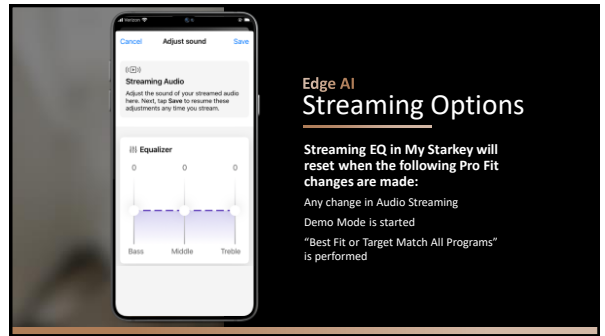 Verizon
Cancel Adjust sound Save
Streaming Audio
Adjust the sound of your streamed audio
here. Next, tap Save to resume these
adjustments any time you stream.
Equalizer
0 0 0
Bass Middle Treble
Edge AI
Streaming Options
Streaming EQ in My Starkey will
reset when the following Pro Fit
changes are made:
Any change in Audio Streaming
Demo Mode is started
“Best Fit or Target Match All Programs”
is performed